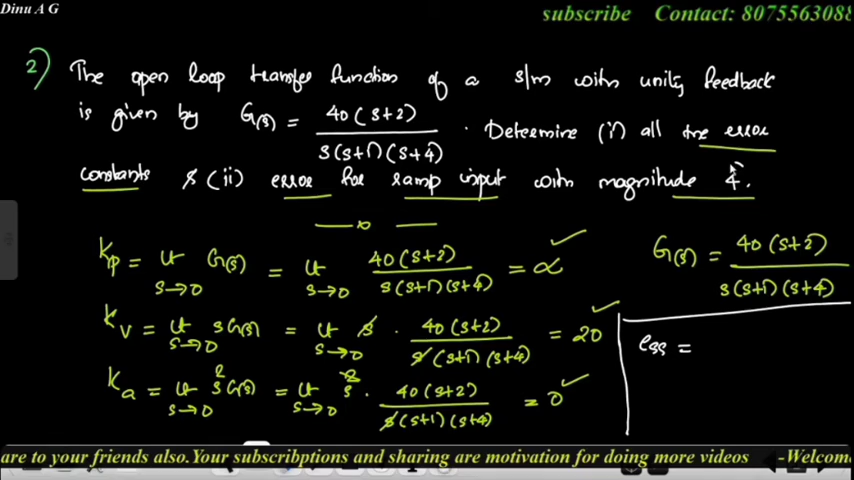 Dinu A G
subscribe Contact: 8075563088
2) The open loop transfer function of a s/m with unity feedback
is given by G(s) = 40(s+2) / s(s+1)(s+4) . Determine (i) all the error
constants & (ii) error for ramp input with magnitude 4.
Kp = Lt s→0 G(s) = Lt s→0 40(s+2) / s(s+1)(s+4) = ∝
G(s) = 40(s+2) / s(s+1)(s+4)
Kv = Lt s→0 sG(s) = Lt s→0 s · 40(s+2) / s(s+1)(s+4) = 20
ess =
Ka = Lt s→0 s² G(s) = Lt s→0 s² · 40(s+2) / s(s+1)(s+4) = 0
are to your friends also.Your subscribptions and sharing are motivation for doing more videos -Welcome